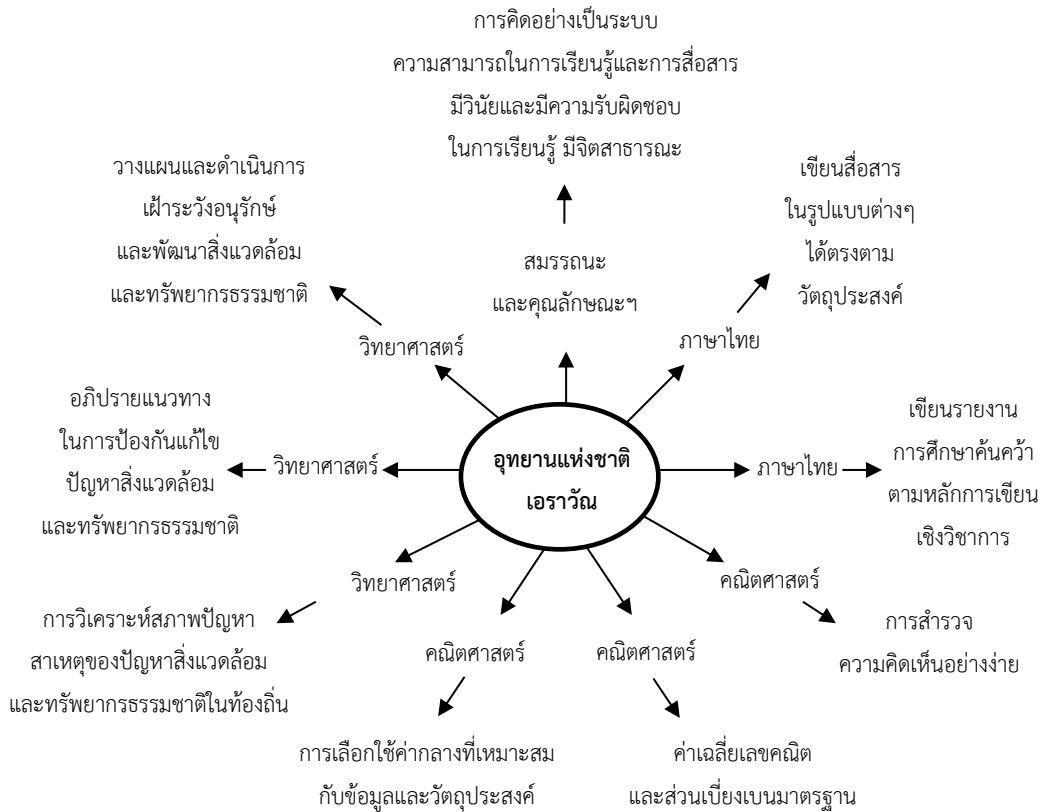 การคิดอย่างเป็นระบบ
ความสามารถในการเรียนรู้และการสื่อสาร
มีวินัยและมีความรับผิดชอบ
ในการเรียนรู้ มีจิตสาธารณะ
วางแผนและดำเนินการ
เฝ้าระวังอนุรักษ์
และพัฒนาสิ่งแวดล้อม
และทรัพยากรธรรมชาติ
เขียนสื่อสาร
ในรูปแบบต่างๆ
ได้ตรงตาม
วัตถุประสงค์
สมรรถนะ
และคุณลักษณะฯ
วิทยาศาสตร์
ภาษาไทย
อภิปรายแนวทาง
ในการป้องกันแก้ไข
ปัญหาสิ่งแวดล้อม
และทรัพยากรธรรมชาติ
วิทยาศาสตร์
อุทยานแห่งชาติ
เอราวัณ
ภาษาไทย
เขียนรายงาน
การศึกษาค้นคว้า
ตามหลักการเขียน
เชิงวิชาการ
วิทยาศาสตร์
คณิตศาสตร์
การวิเคราะห์สภาพปัญหา
สาเหตุของปัญหาสิ่งแวดล้อม
และทรัพยากรธรรมชาติในท้องถิ่น
คณิตศาสตร์
คณิตศาสตร์
การสำรวจ
ความคิดเห็นอย่างง่าย
การเลือกใช้ค่ากลางที่เหมาะสม
กับข้อมูลและวัตถุประสงค์
ค่าเฉลี่ยเลขคณิต
และส่วนเบี่ยงเบนมาตรฐาน